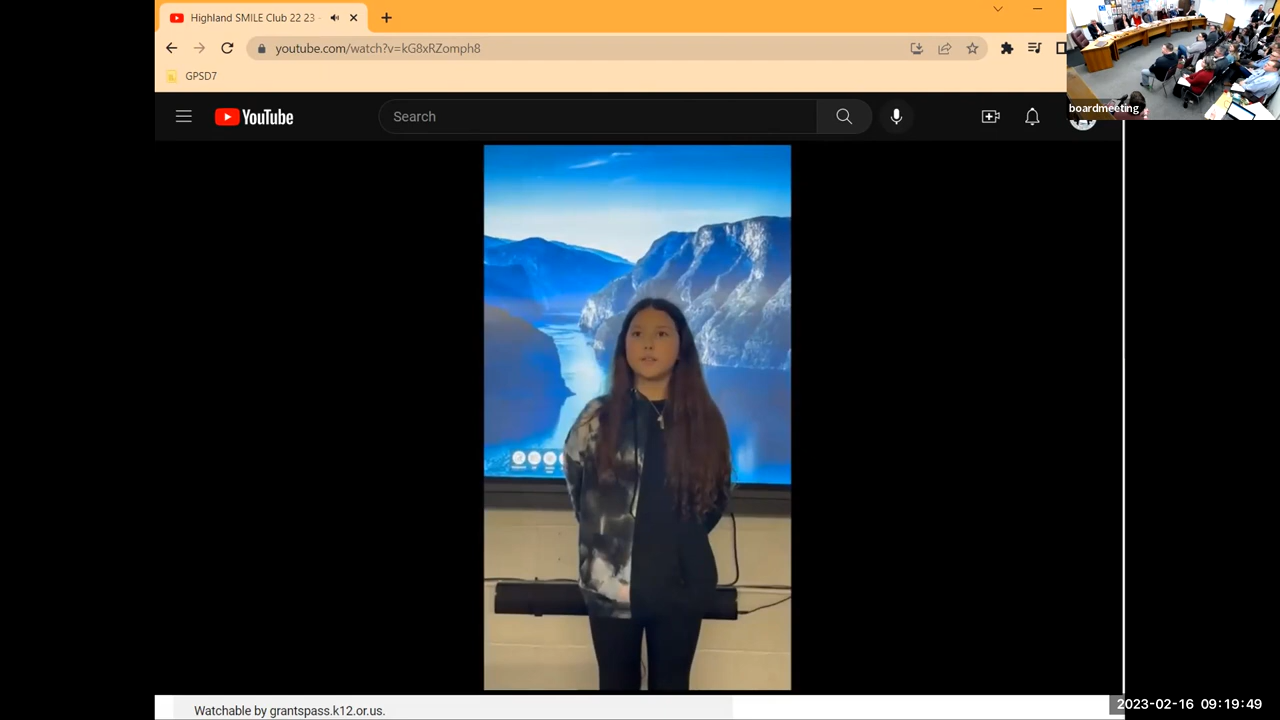 Highland SMILE Club 22 23
youtube.com/watch?v=kG8xRZomph8
GPSD7
YouTube
Search
boardmeeting
Watchable by grantspass.k12.or.us.
2023-02-16 09:19:49